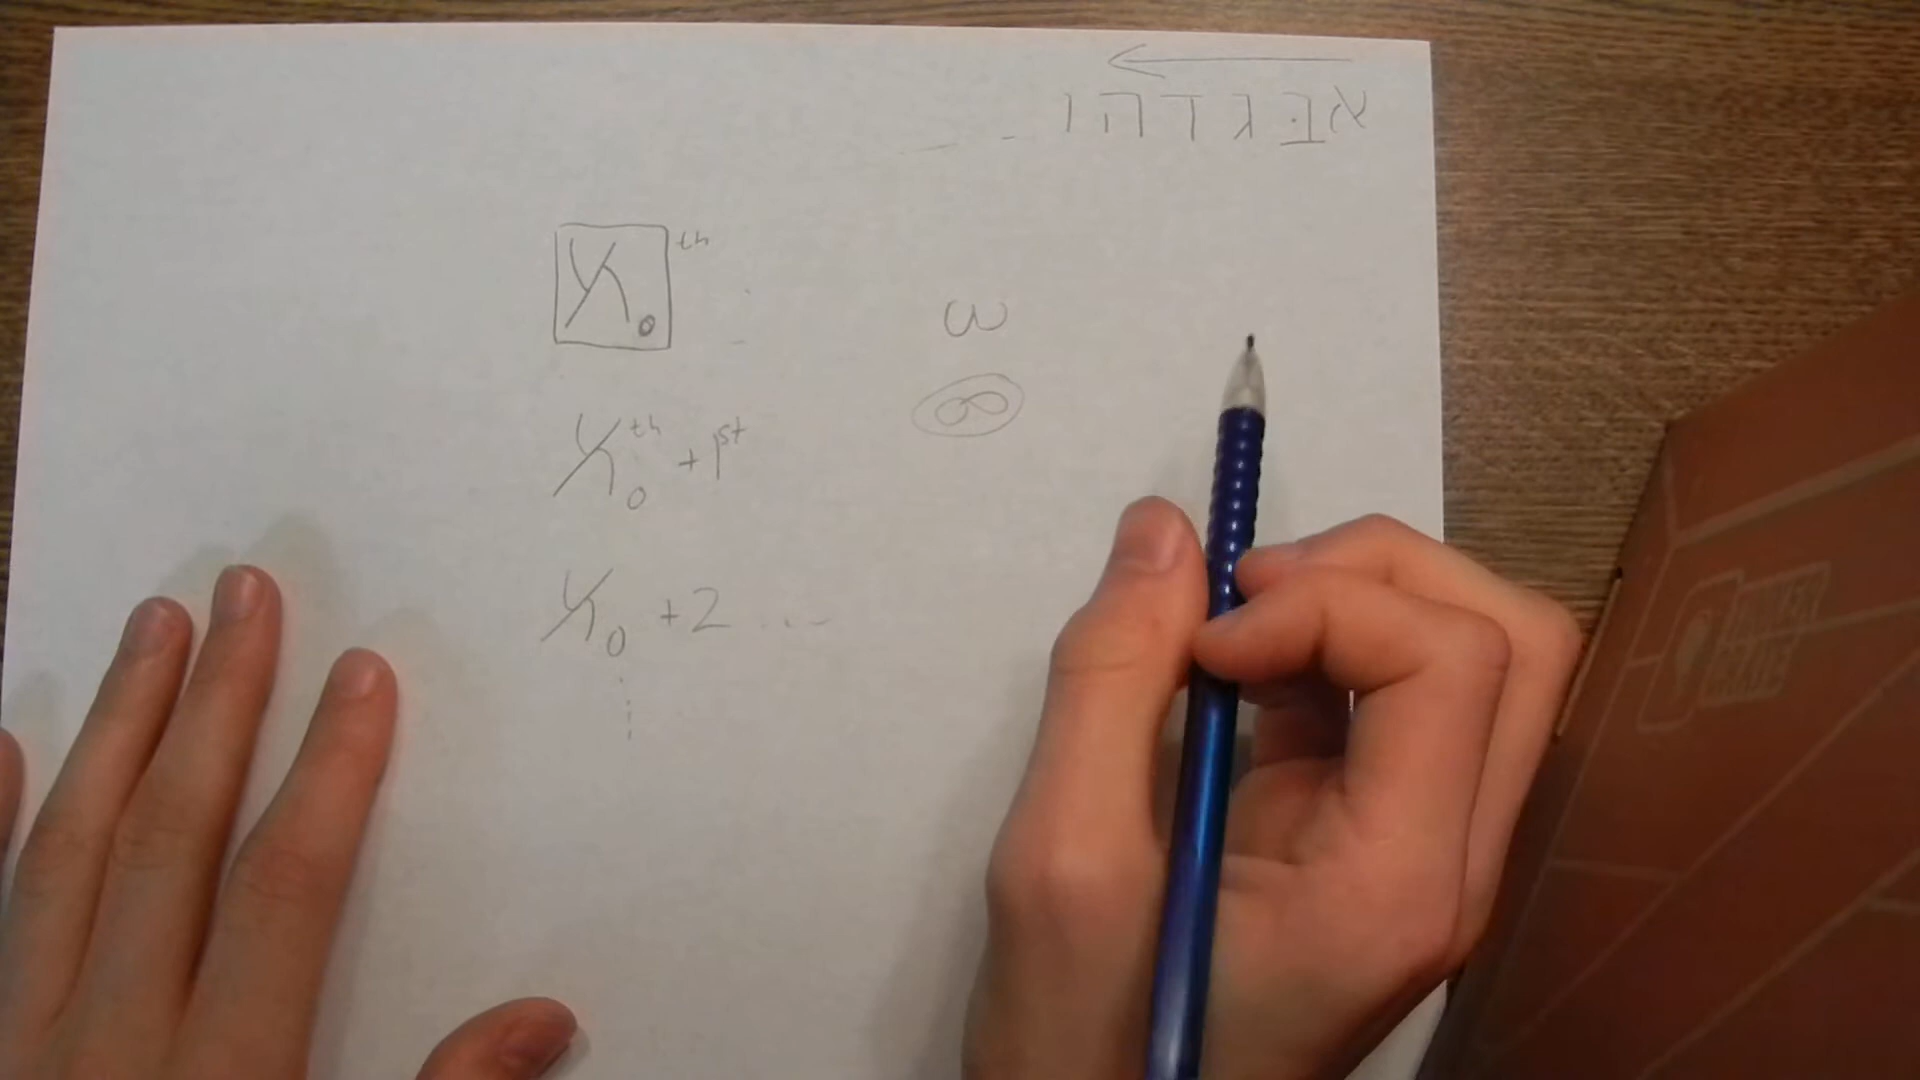 ←
א בּ ג ד ה ו ...
ℵ₀ th
ω
∞
ℵ₀ th + 1st
ℵ₀ + 2 ...
⋮